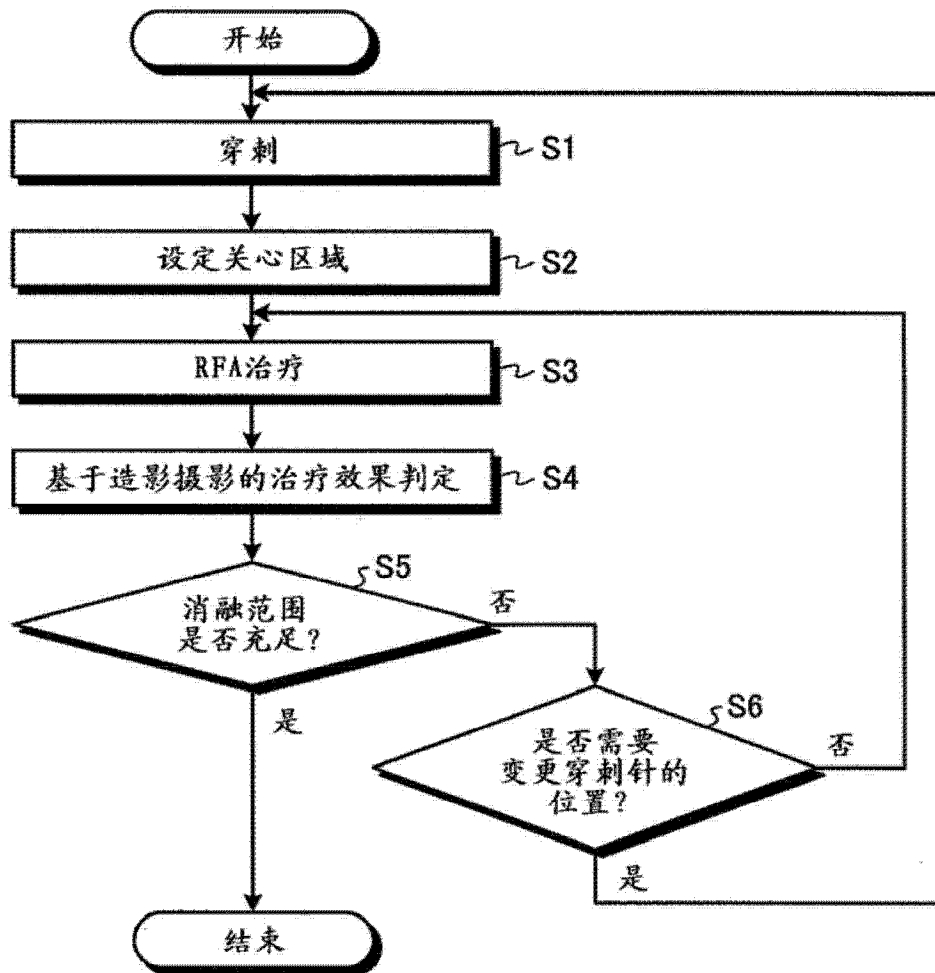 开始
穿刺
S1
设定关心区域
S2
RFA治疗
S3
基于造影摄影的治疗效果判定
S4
S5
消融范围
是否充足?
否
是
S6
是否需要
变更穿刺针的
位置?
否
是
结束